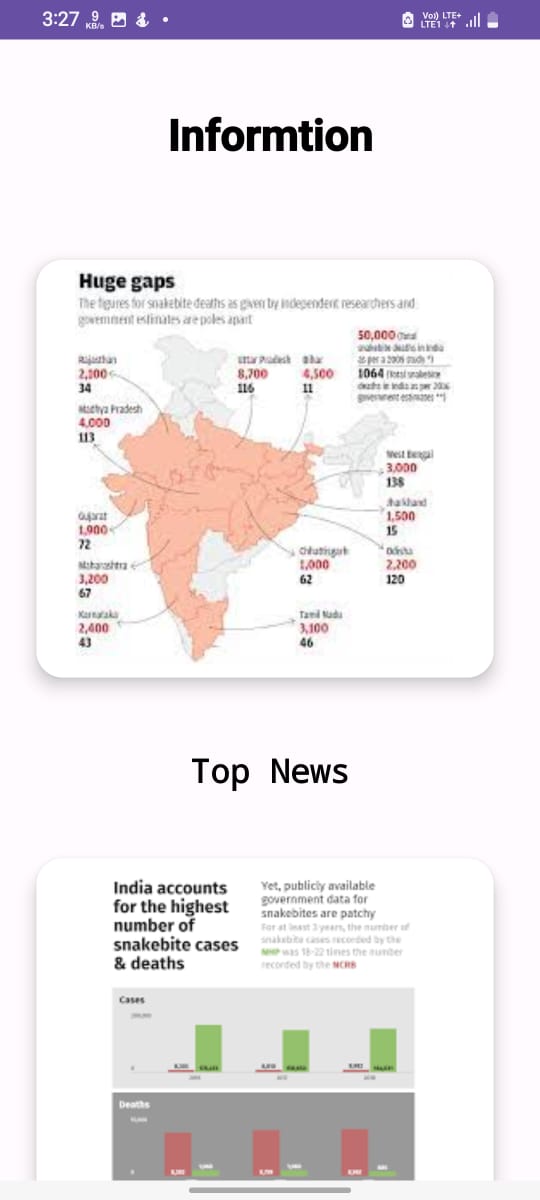 3:27 9 KB/s Vo) LTE+ LTE1
Informtion
Huge gaps
The figures for snakebite deaths as given by independent researchers and
government estimates are poles apart
50,000 (Total
snakebite deaths in India
as per a 2005 study *)
1064 (Total snakebite
deaths in India as per
government estimates **)
Rajasthan
2,100
34
Uttar Pradesh
8,700
116
Bihar
4,500
11
Madhya Pradesh
4,000
113
West Bengal
3,000
138
Jharkhand
1,500
15
Gujarat
1,900
72
Chhattisgarh
1,000
62
Odisha
2,200
120
Maharashtra
3,200
67
Karnataka
2,400
43
Tamil Nadu
3,100
46
Top News
India accounts
for the highest
number of
snakebite cases
& deaths
Yet, publicly available
government data for
snakebites are patchy
For at least 3 years, the number of
snakebite cases recorded by the
NHP was 18-22 times the number
recorded by the NCRB
Cases
0
Deaths
0